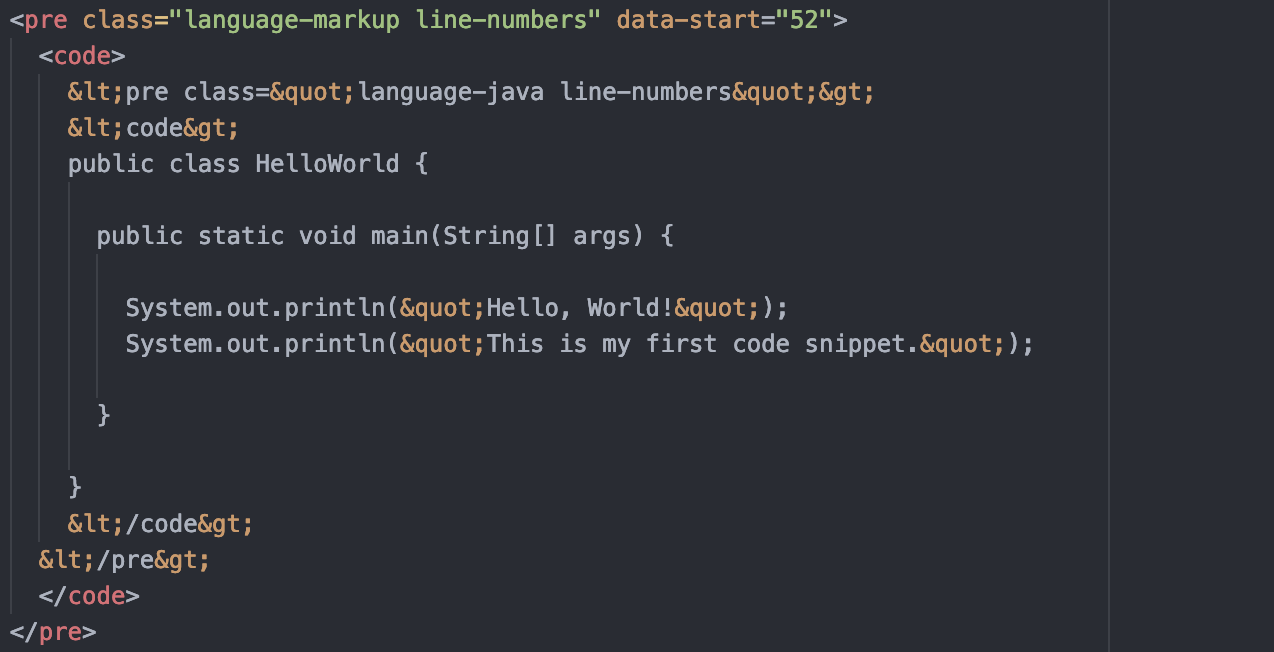 <pre class="language-markup line-numbers" data-start="52">
<code>
&lt;pre class=&quot;language-java line-numbers&quot;&gt;
&lt;code&gt;
public class HelloWorld {
public static void main(String[] args) {
System.out.println(&quot;Hello, World!&quot;);
System.out.println(&quot;This is my first code snippet.&quot;);
}
}
&lt;/code&gt;
&lt;/pre&gt;
</code>
</pre>